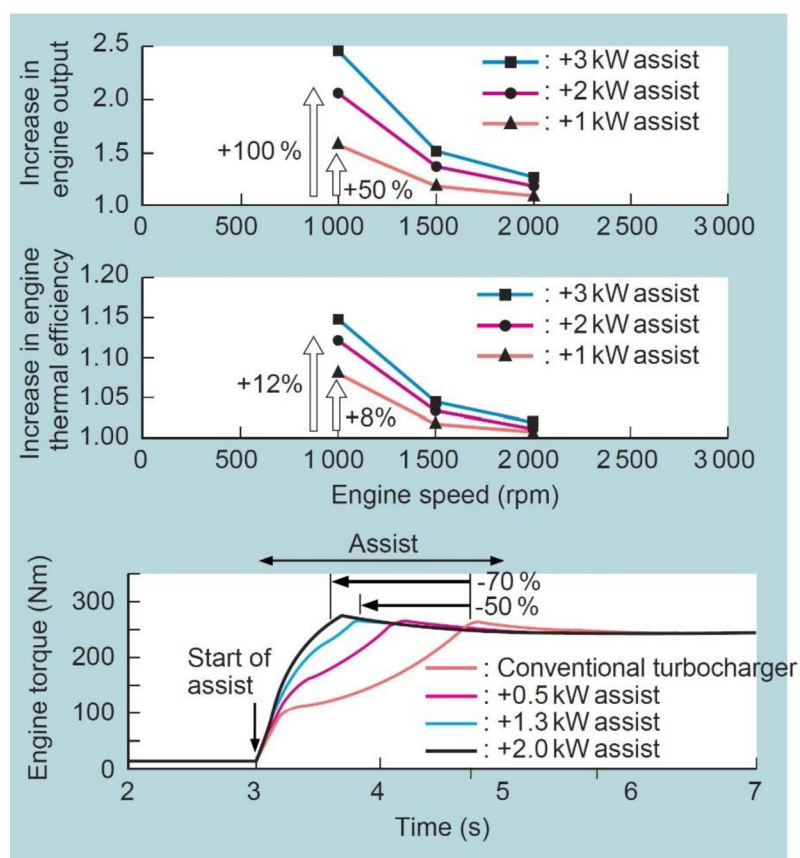 Increase in
engine output
2.5
2.0
1.5
1.0
: +3 kW assist
: +2 kW assist
: +1 kW assist
+100 %
+50 %
0
500
1 000
1 500
2 000
2 500
3 000
Increase in engine
thermal efficiency
1.20
1.15
1.10
1.05
1.00
: +3 kW assist
: +2 kW assist
: +1 kW assist
+12%
+8%
0
500
1 000
1 500
2 000
2 500
3 000
Engine speed (rpm)
Assist
-70 %
-50 %
Engine torque (Nm)
300
200
100
0
Start of
assist
: Conventional turbocharger
: +0.5 kW assist
: +1.3 kW assist
: +2.0 kW assist
2
3
4
5
6
7
Time (s)